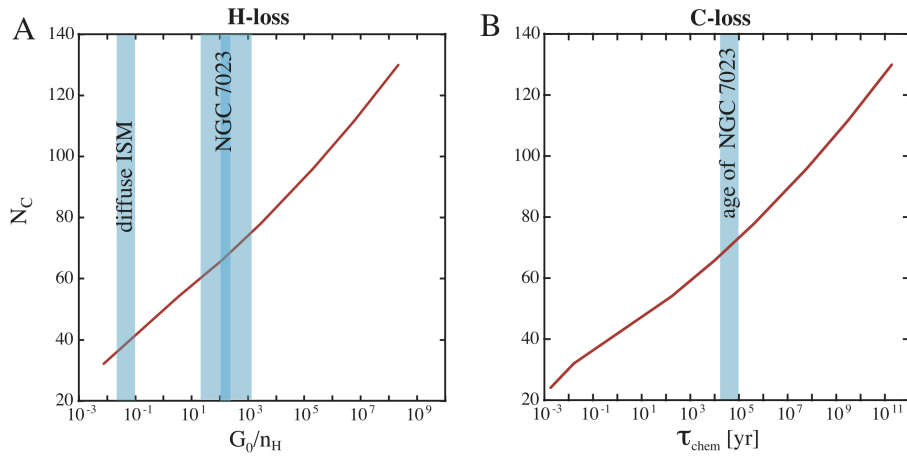 A
H-loss
140
120
100
80
60
40
20
N_C
diffuse ISM
NGC 7023
10^-3
10^-1
10^1
10^3
10^5
10^7
10^9
G_0/n_H
B
C-loss
140
120
100
80
60
40
20
age of NGC 7023
10^-3
10^-1
10^1
10^3
10^5
10^7
10^9
10^11
τ_chem [yr]